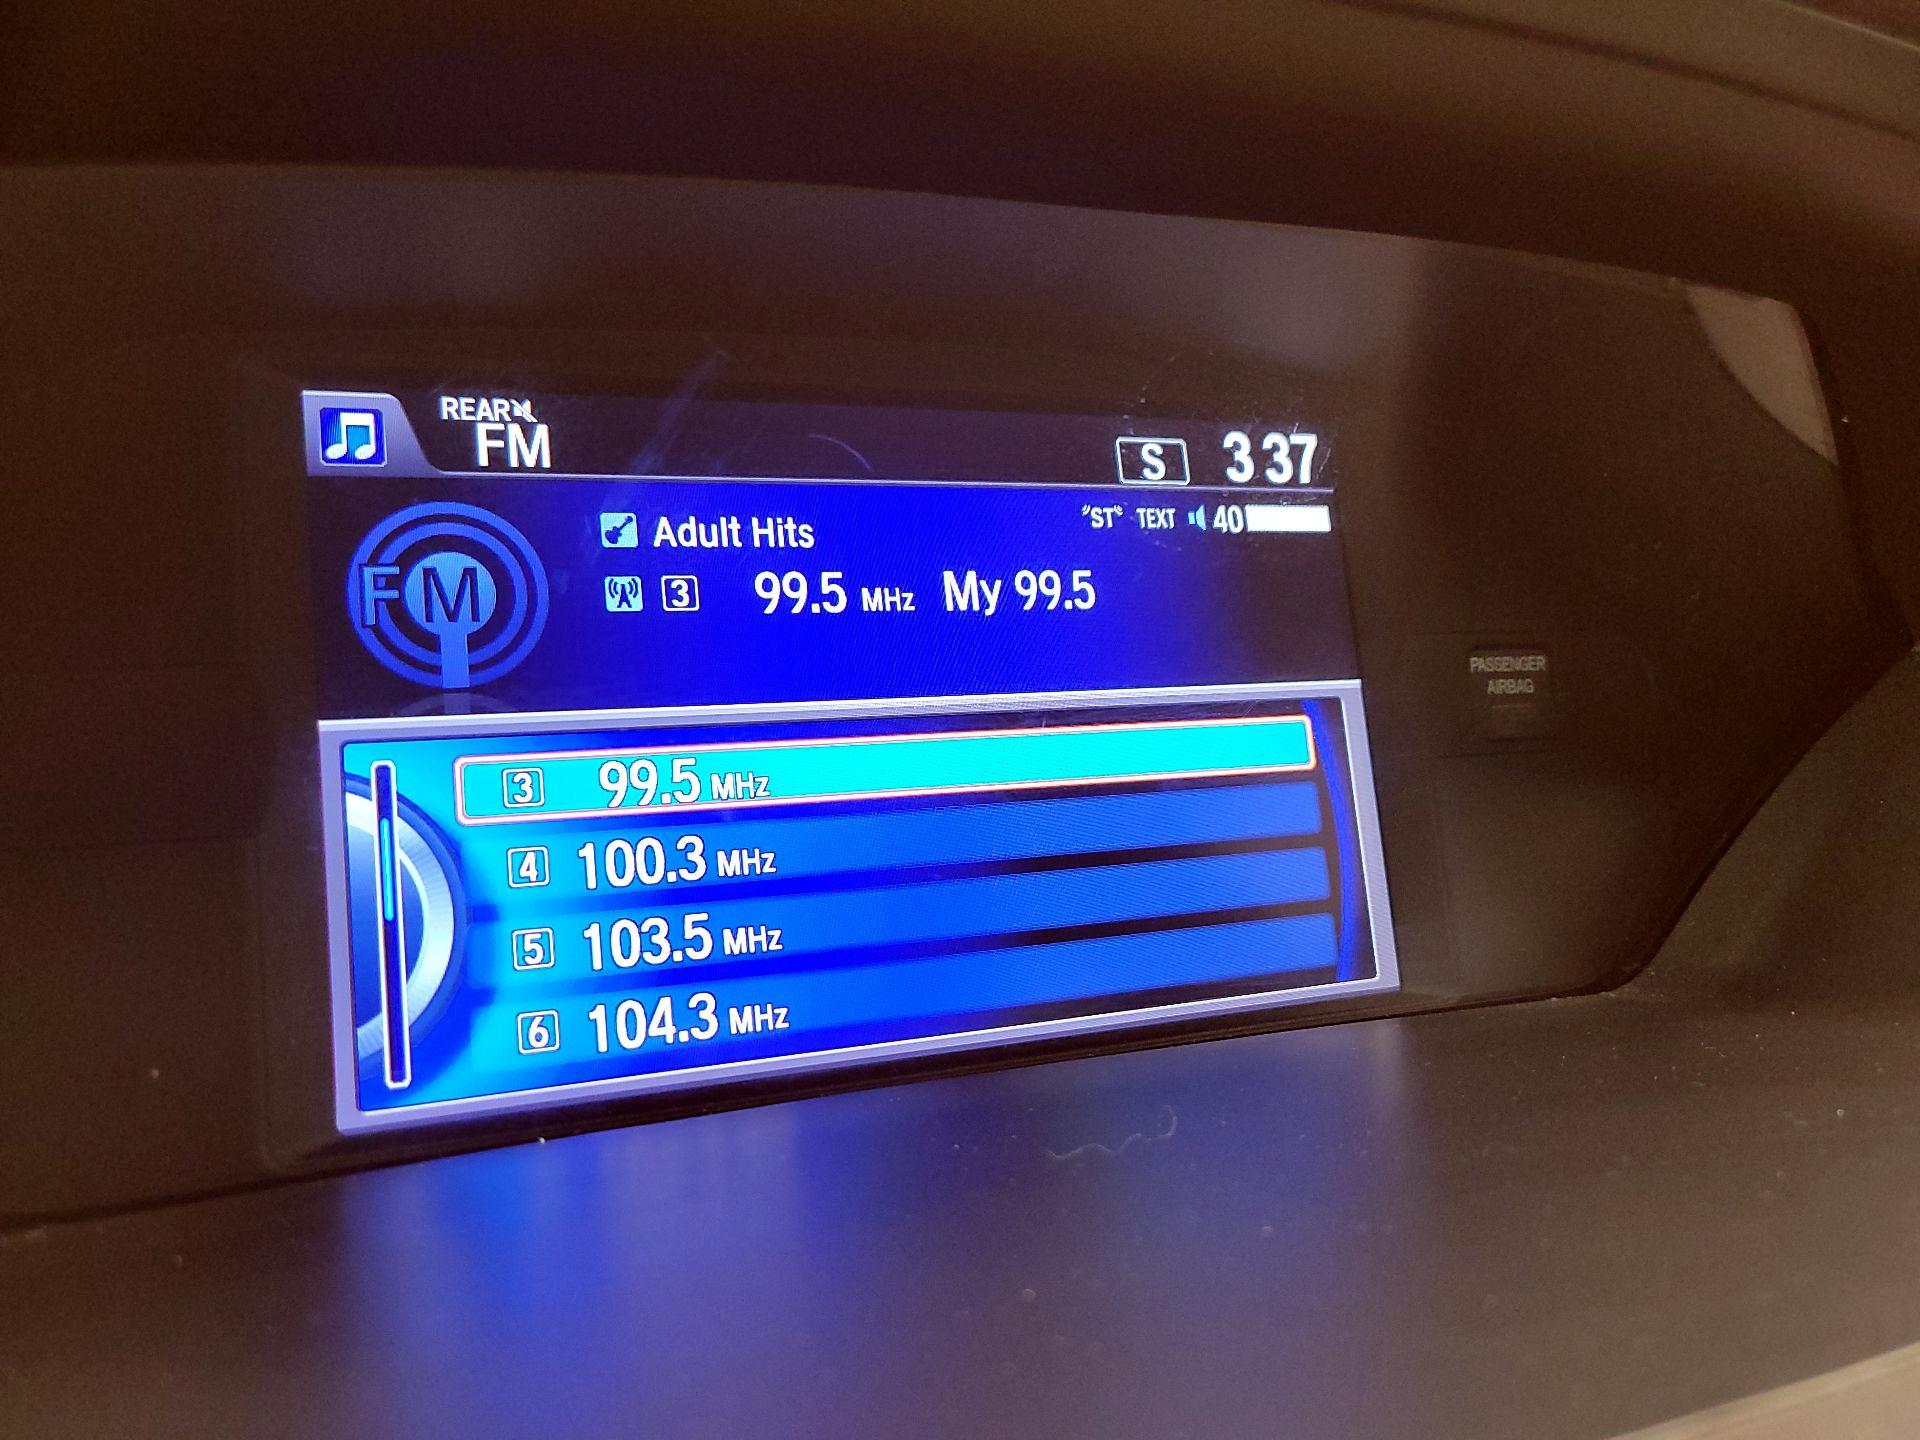 REAR
FM
S 3 37
Adult Hits "ST" TEXT 40
3 99.5 MHz My 99.5
FM
3 99.5 MHz
4 100.3 MHz
5 103.5 MHz
6 104.3 MHz
PASSENGER
AIRBAG